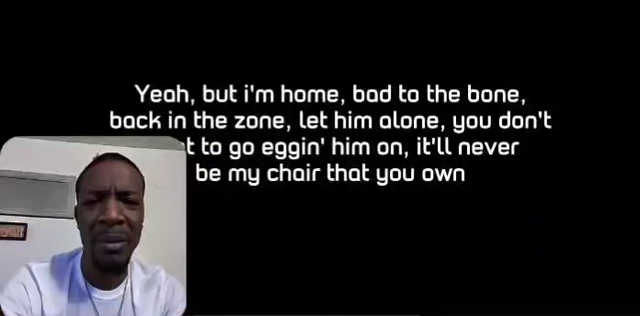 Yeah, but i'm home, bad to the bone,
back in the zone, let him alone, you don't
t to go eggin' him on, it'll never
be my chair that you own